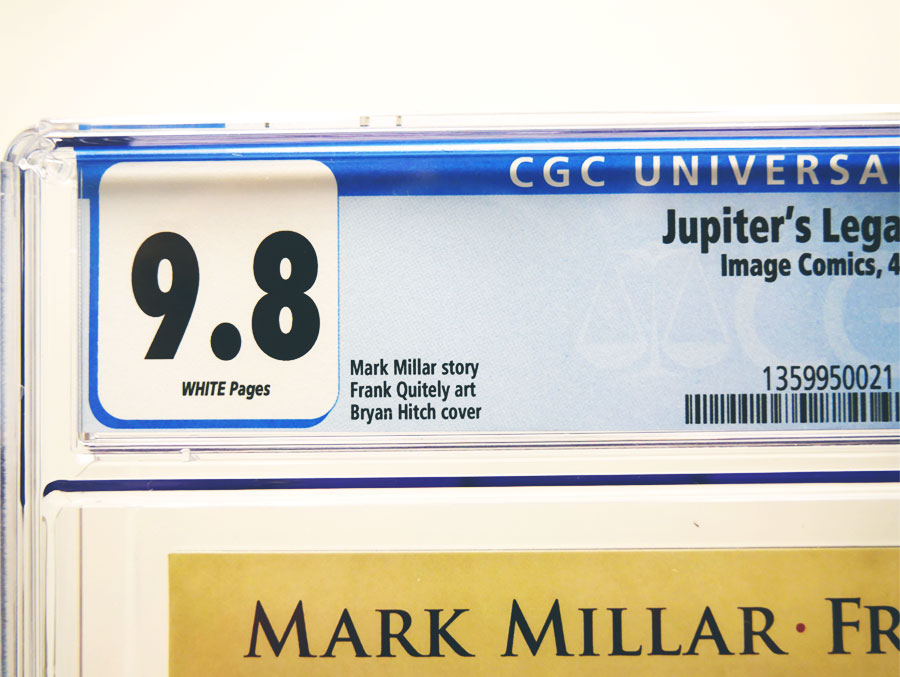 CGC UNIVERSA
9.8
WHITE Pages
Jupiter's Lega
Image Comics, 4
Mark Millar story
Frank Quitely art
Bryan Hitch cover
1359950021
CG
MARK MILLAR · FR